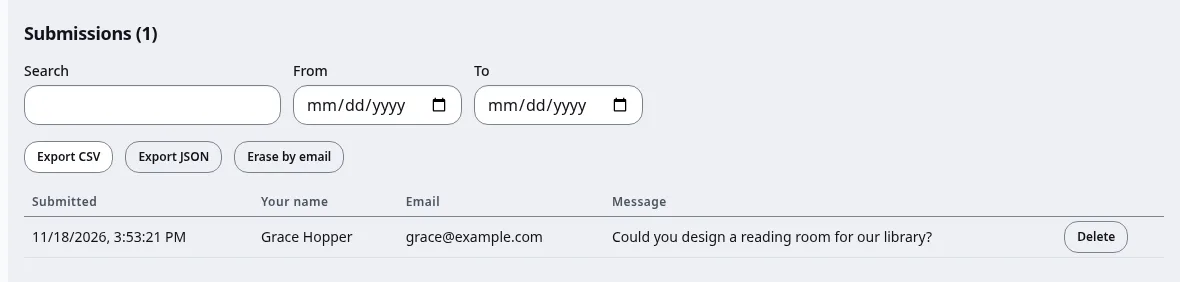 Submissions (1)
Search From To
mm/dd/yyyy mm/dd/yyyy
Export CSV Export JSON Erase by email
Submitted Your name Email Message
11/18/2026, 3:53:21 PM Grace Hopper grace@example.com Could you design a reading room for our library? Delete